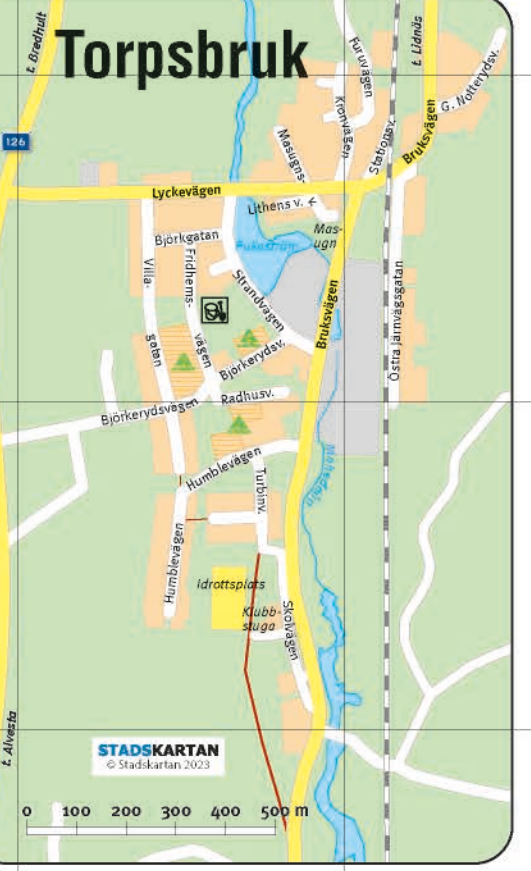 t. Bredhult
Torpsbruk
Furuvägen
t. Lidnäs
G. Notterydsv.
Kronvägen
Stationsv.
Bruksvägen
126
Masugns-
Lyckevägen
Lithens v.
Björkgatan
Mas-
ugn
Pukeström
Villa-
gatan
Fridhems-
vägen
Strandvägen
Bruksvägen
Östra Järnvägsgatan
Björkerydsv.
Radhusv.
Björkerydsvägen
Humblevägen
Turbinv.
Humblevägen
Idrottsplats
Klubb-
stuga
Skolvägen
t. Alvesta
STADSKARTAN
© Stadskartan 2023
0 100 200 300 400 500 m